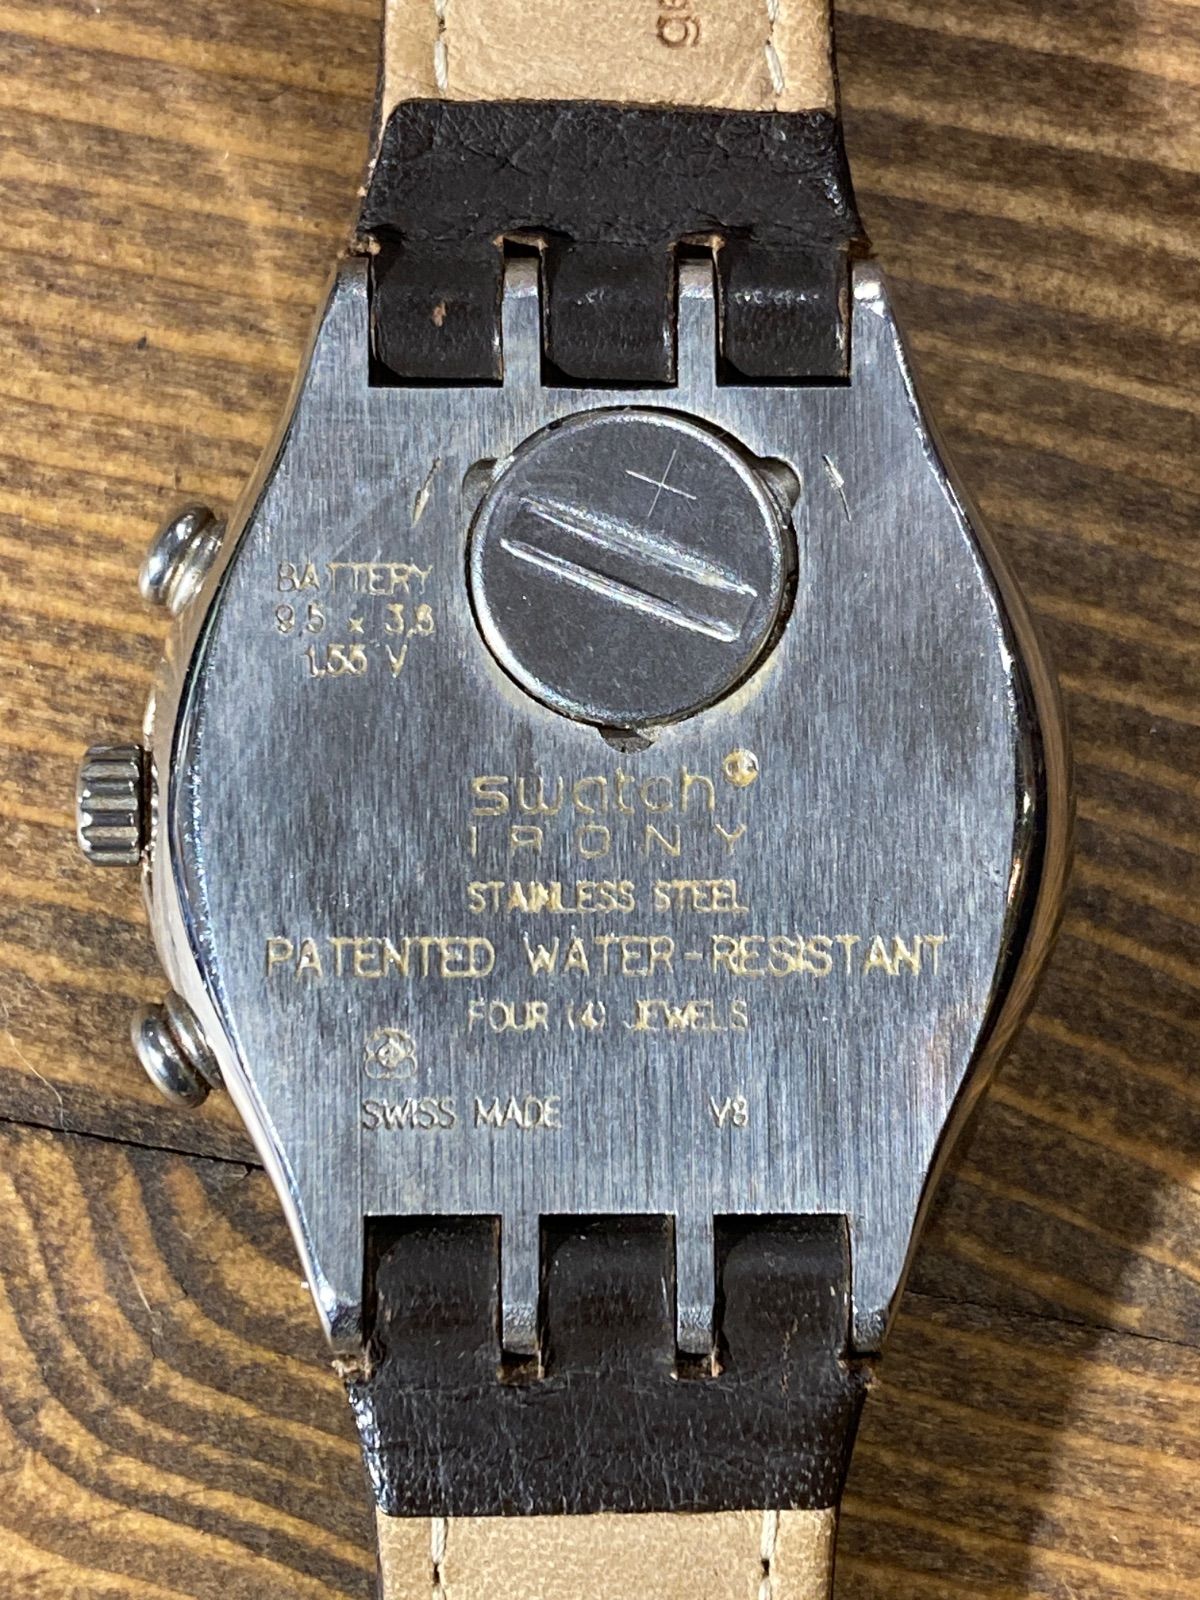 BATTERY
9,5 x 3,6
1.55 V
swatch
IRONY
STAINLESS STEEL
PATENTED WATER-RESISTANT
FOUR (4) JEWELS
SWISS MADE V8